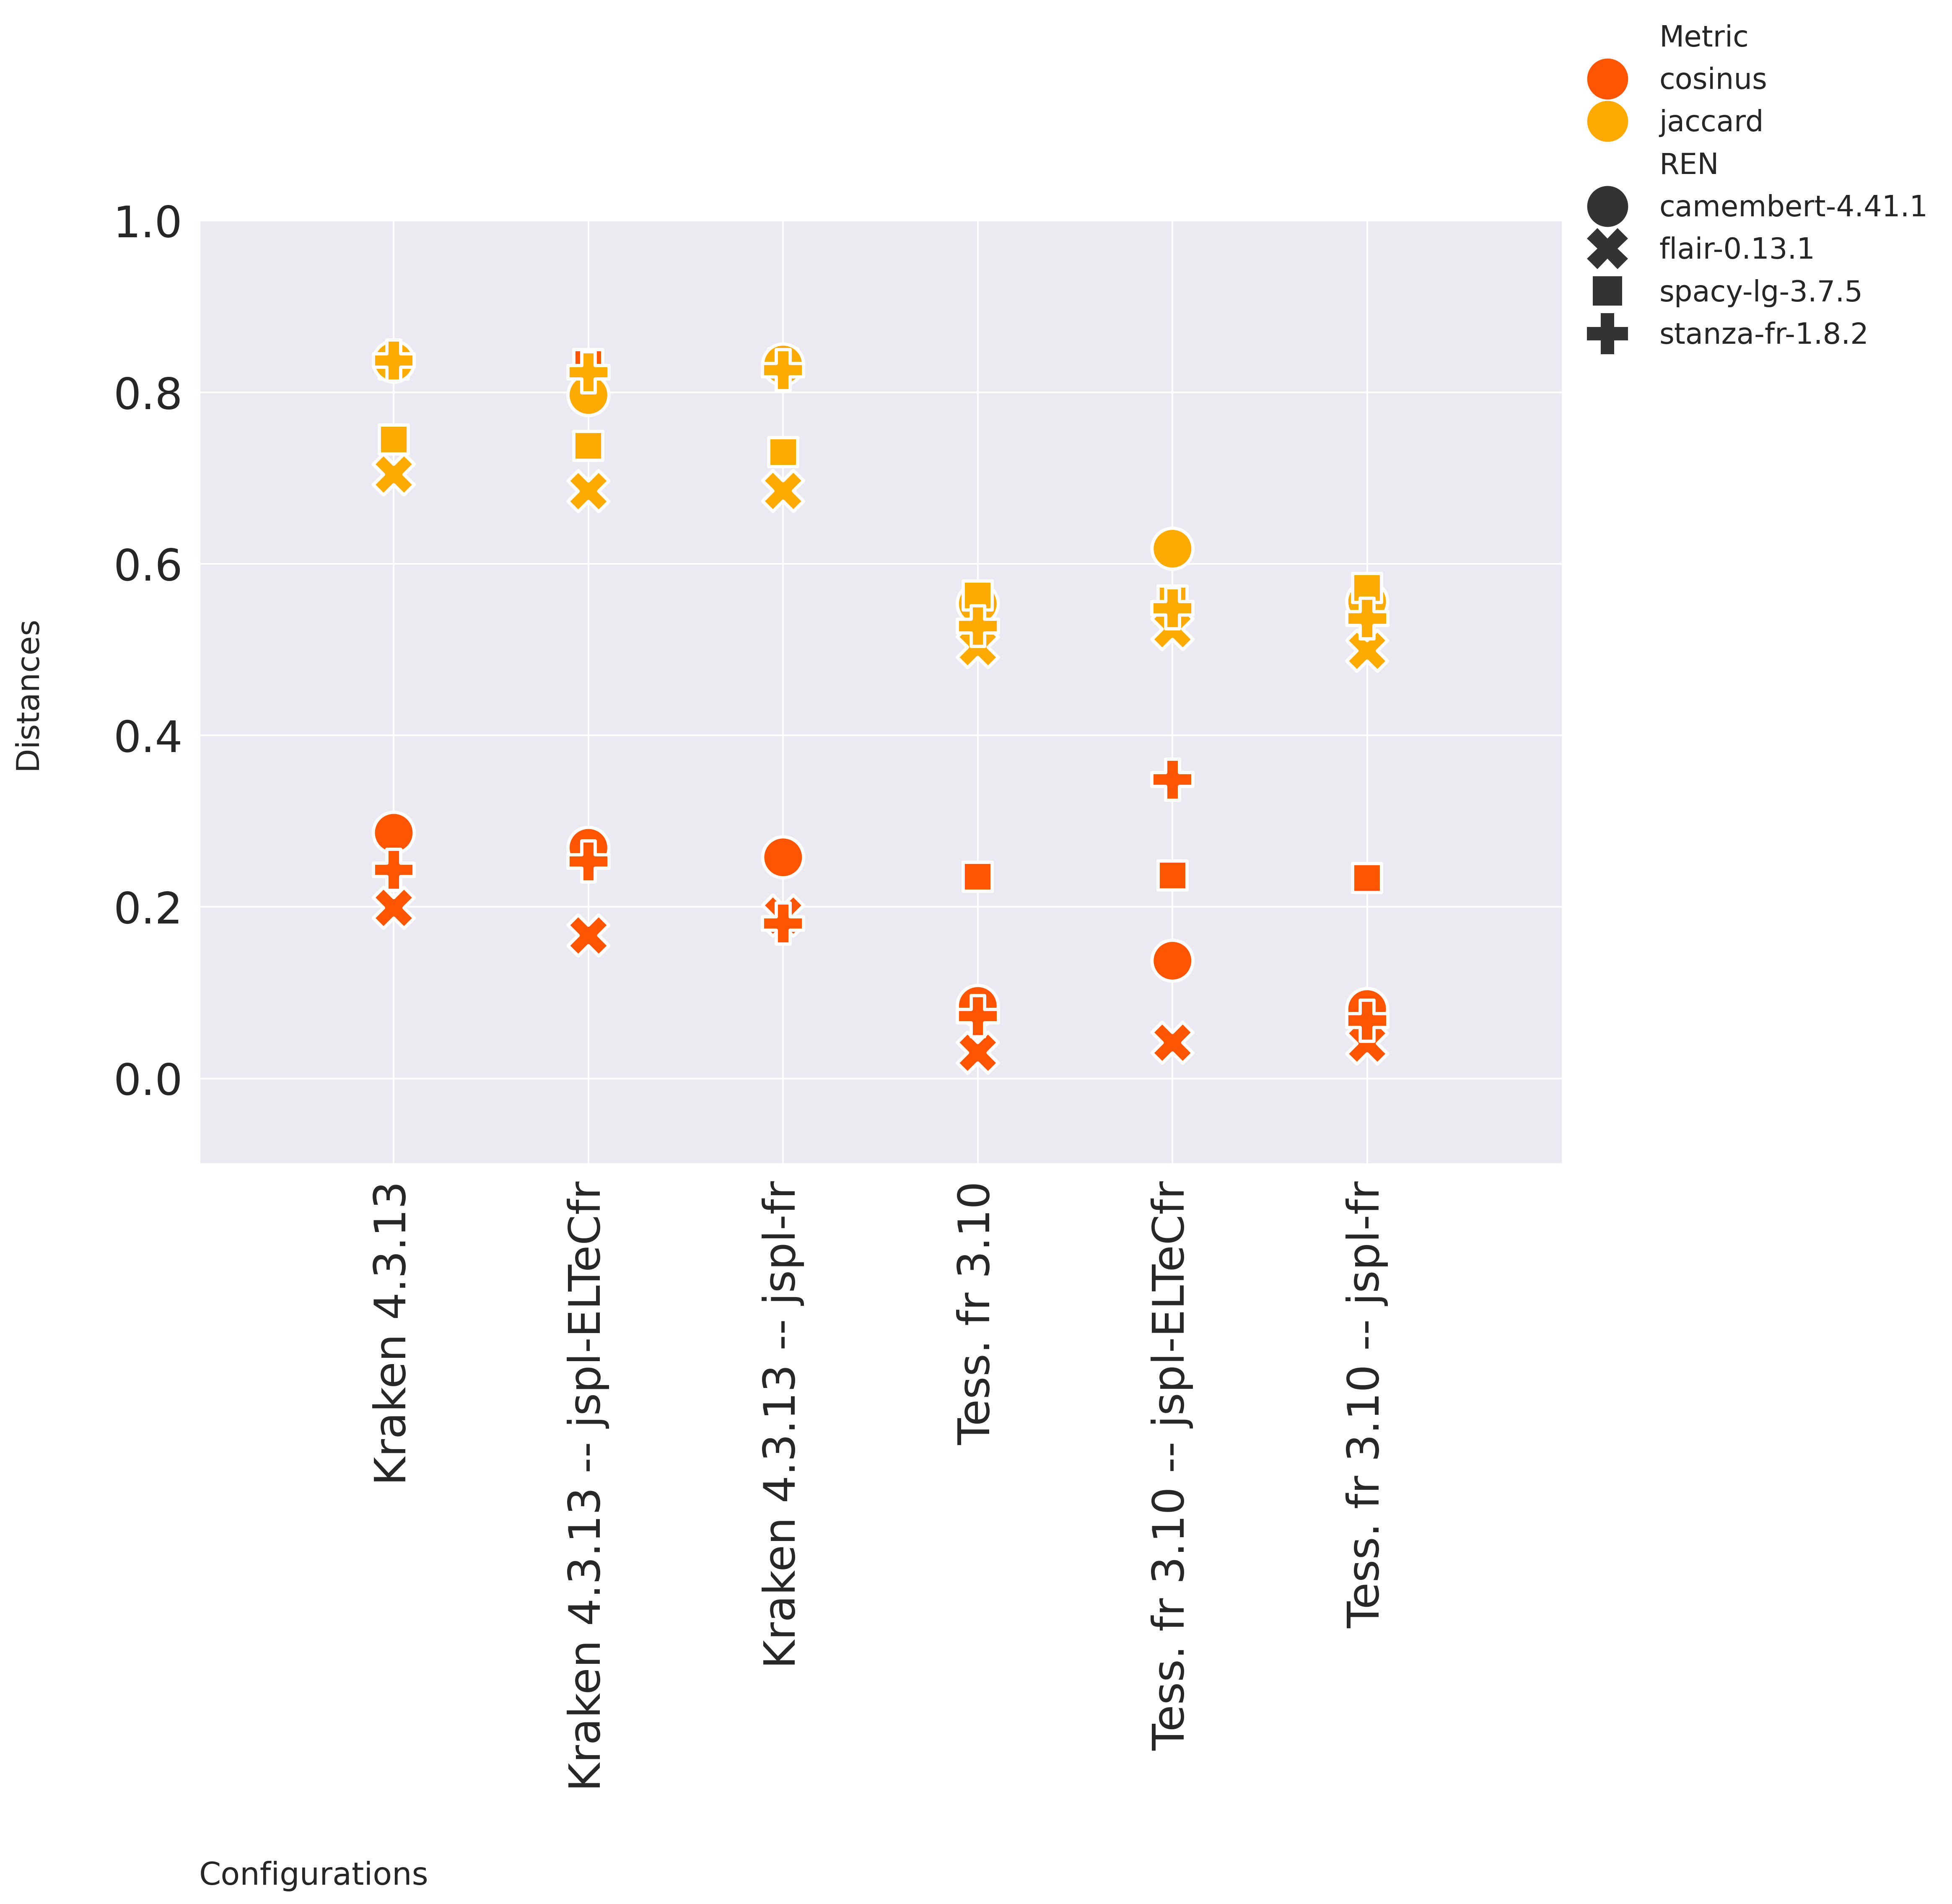 Metric
cosinus
jaccard
REN
camembert-4.41.1
flair-0.13.1
spacy-lg-3.7.5
stanza-fr-1.8.2
1.0
0.8
0.6
0.4
0.2
0.0
Distances
Kraken 4.3.13
Kraken 4.3.13 -- jspl-ELTeCfr
Kraken 4.3.13 -- jspl-fr
Tess. fr 3.10
Tess. fr 3.10 -- jspl-ELTeCfr
Tess. fr 3.10 -- jspl-fr
Configurations